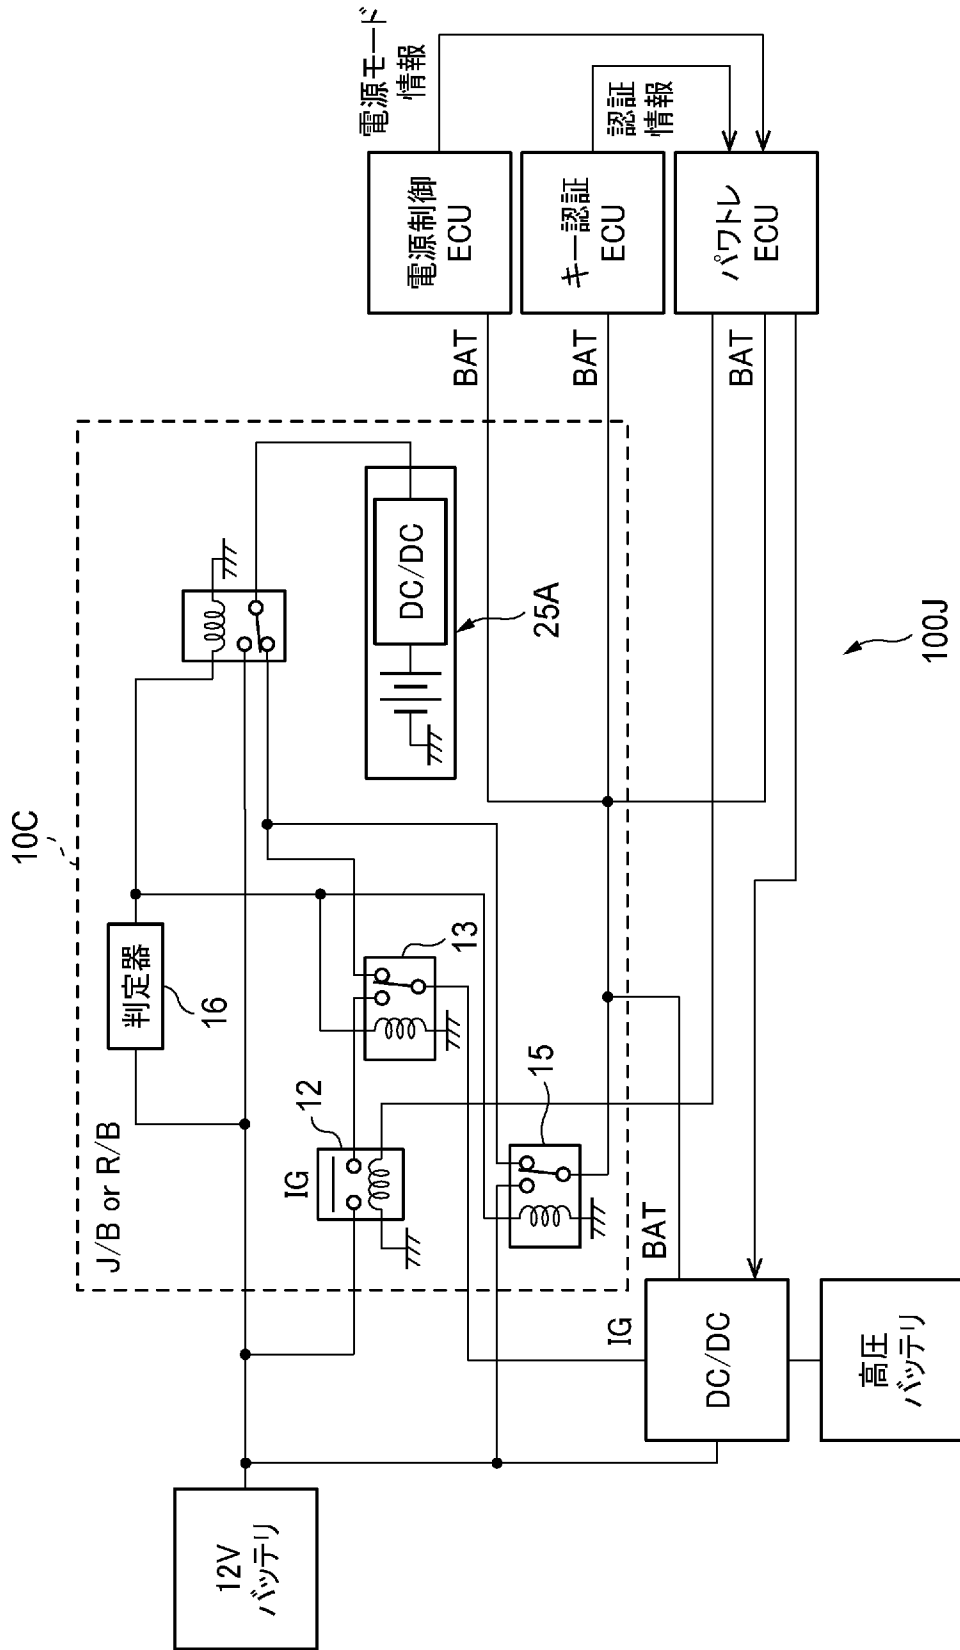 10C
J/B or R/B
判定器
16
12V
バッテリ
IG
12
13
15
DC/DC
25A
電源モード
情報
認証
情報
電源制御
ECU
キー認証
ECU
パワトレ
ECU
BAT
BAT
BAT
BAT
IG
DC/DC
高圧
バッテリ
100J